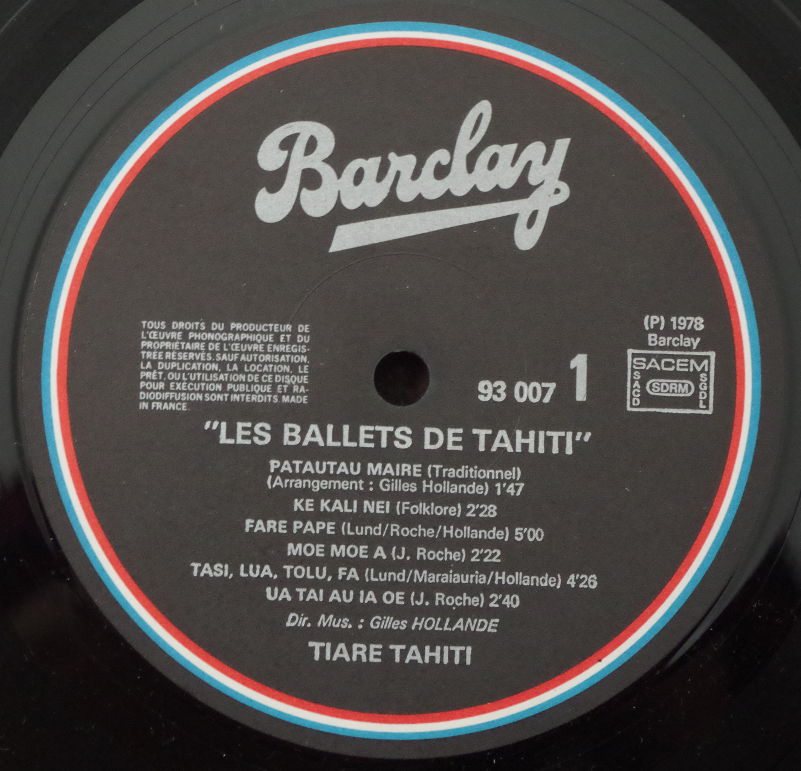 Barclay
TOUS DROITS DU PRODUCTEUR DE
L'ŒUVRE PHONOGRAPHIQUE ET DU
PROPRIÉTAIRE DE L'ŒUVRE ENREGIS-
TRÉE RÉSERVÉS. SAUF AUTORISATION,
LA DUPLICATION, LA LOCATION, LE
PRÊT, OU L'UTILISATION DE CE DISQUE
POUR EXÉCUTION PUBLIQUE ET RA-
DIODIFFUSION SONT INTERDITS. MADE
IN FRANCE.
93 007 1
(P) 1978
Barclay
SACEM
SACD
SDRM
SGDL
"LES BALLETS DE TAHITI"
PATAUTAU MAIRE (Traditionnel)
(Arrangement : Gilles Hollande) 1'47
KE KALI NEI (Folklore) 2'28
FARE PAPE (Lund/Roche/Hollande) 5'00
MOE MOE A (J. Roche) 2'22
TASI, LUA, TOLU, FA (Lund/Maraiauria/Hollande) 4'26
UA TAI AU IA OE (J. Roche) 2'40
Dir. Mus. : Gilles HOLLANDE
TIARE TAHITI